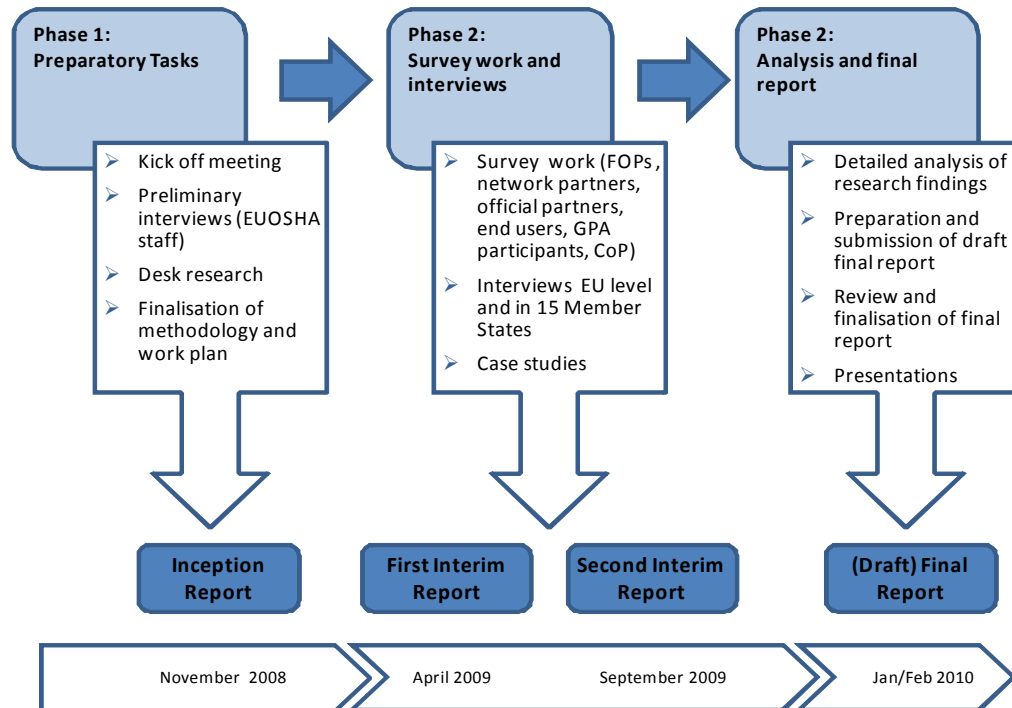 Phase 1:
Preparatory Tasks
Kick off meeting
Preliminary
interviews (EUOSHA
staff)
Desk research
Finalisation of
methodology and
work plan
Inception
Report
Phase 2:
Survey work and
interviews
Survey work (FOPs,
network partners,
official partners,
end users, GPA
participants, CoP)
Interviews EU level
and in 15 Member
States
Case studies
First Interim
Report
Second Interim
Report
Phase 2:
Analysis and final
report
Detailed analysis of
research findings
Preparation and
submission of draft
final report
Review and
finalisation of final
report
Presentations
(Draft) Final
Report
November 2008
April 2009
September 2009
Jan/Feb 2010